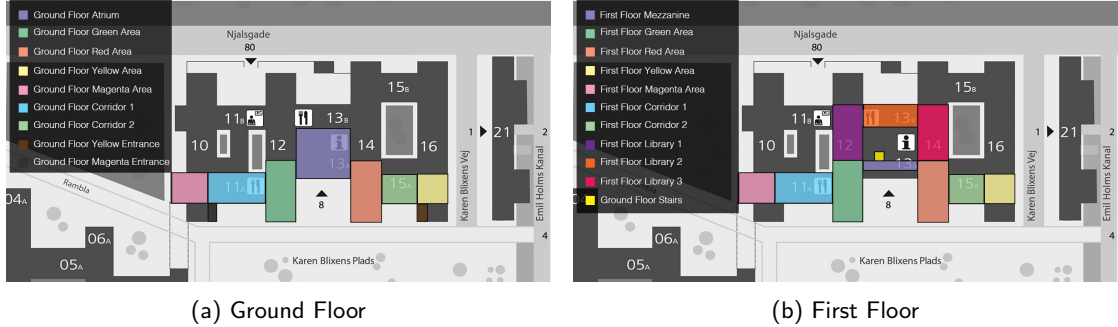 Ground Floor Atrium
Ground Floor Green Area
Ground Floor Red Area
Ground Floor Yellow Area
Ground Floor Magenta Area
Ground Floor Corridor 1
Ground Floor Corridor 2
Ground Floor Yellow Entrance
Ground Floor Magenta Entrance
Njalsgade
80
15B
11B
13B
10
12
14
16
13A
11A
15A
8
1
21
2
4
Karen Blixens Vej
Emil Holms Kanal
Rambla
04A
06A
05A
Karen Blixens Plads
(a) Ground Floor
First Floor Mezzanine
First Floor Green Area
First Floor Red Area
First Floor Yellow Area
First Floor Magenta Area
First Floor Corridor 1
First Floor Corridor 2
First Floor Library 1
First Floor Library 2
First Floor Library 3
Ground Floor Stairs
Njalsgade
80
15B
11B
13B
10
12
14
16
13A
11A
15A
8
1
21
2
4
Karen Blixens Vej
Emil Holms Kanal
04A
06A
05A
Karen Blixens Plads
(b) First Floor